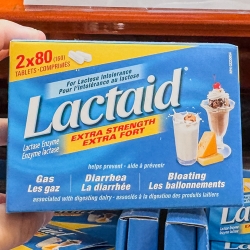 2x80 (160)
TABLETS • COMPRIMÉS
For Lactose Intolerance
Pour l'intolérance au lactose
Lactaid
EXTRA STRENGTH
EXTRA FORT
Lactase Enzyme
Enzyme lactase
helps prevent - aide à prévenir
Gas
Les gaz
Diarrhea
La diarrhée
Bloating
Les ballonnements
associated with digesting dairy - associés à la digestion des produits laitiers